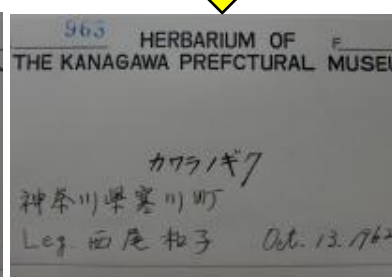 963 HERBARIUM OF F
THE KANAGAWA PREFCTURAL MUSEU
カワラノギク
神奈川県寒川町
Leg. 西尾和子 Oct. 13. 1962